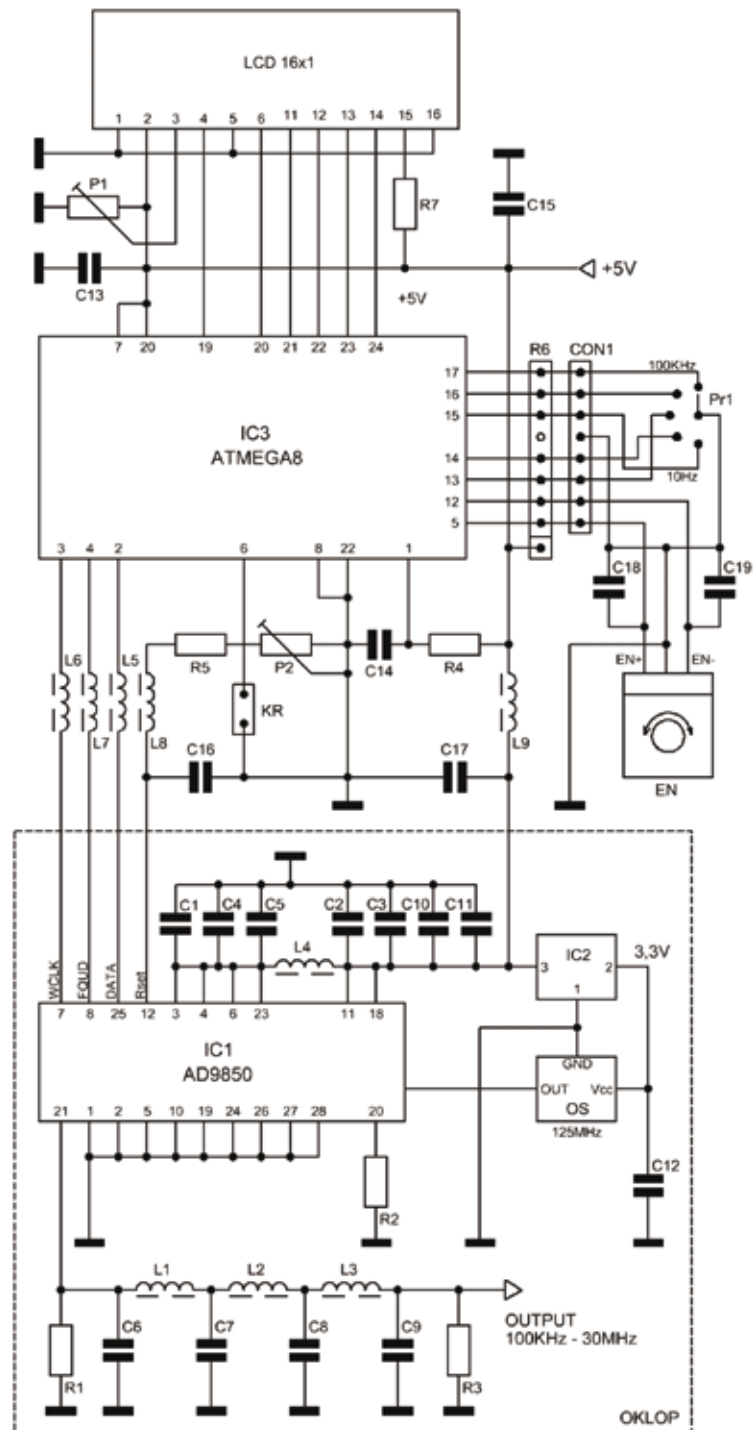 LCD 16x1
1 2 3 4 5 6 11 12 13 14 15 16
P1
R7
C15
C13
+5V
+5V
7 20 19 20 21 22 23 24
R6 CON1
100KHz
17
16
Pr1
15
IC3
ATMEGA8
14
13
10Hz
12
5
3 4 2 6 8 22 1
C18
C19
L6 L5
R5 P2 C14 R4
EN+ EN-
L7 L8
KR
L9
C16
C17
EN
C1 C4 C5 C2 C3 C10 C11
L4
WCLK
FQUD
DATA
Rset
3 IC2 2
3,3V
1
7 8 25 12 3 4 6 23 11 18
IC1
AD9850
GND
OUT Vcc
OS
125MHz
21 1 2 5 10 19 24 26 27 28 20
C12
R2
L1 L2 L3
OUTPUT
100KHz - 30MHz
C6 C7 C8 C9
R1
R3
OKLOP